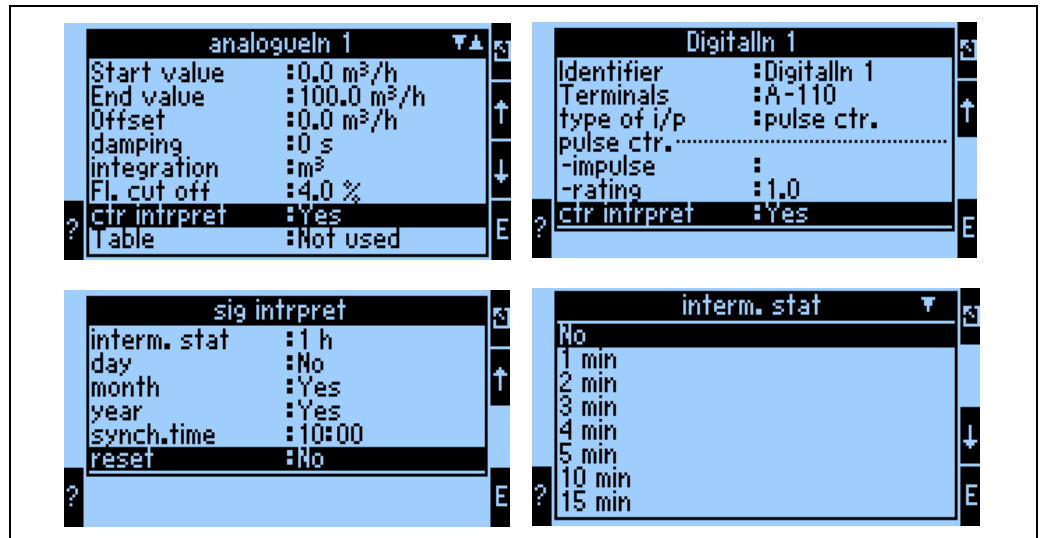 analogueIn 1
Start value :0.0 m³/h
End value :100.0 m³/h
Offset :0.0 m³/h
damping :0 s
integration :m³
Fl. cut off :4.0 %
ctr intrpret :Yes
Table :Not used
?
E
DigitalIn 1
Identifier :DigitalIn 1
Terminals :A-110
type of i/p :pulse ctr.
pulse ctr.
-impulse :
-rating :1.0
ctr intrpret :Yes
?
E
sig intrpret
interm. stat :1 h
day :No
month :Yes
year :Yes
synch.time :10:00
reset :No
?
E
interm. stat
No
1 min
2 min
3 min
4 min
5 min
10 min
15 min
?
E